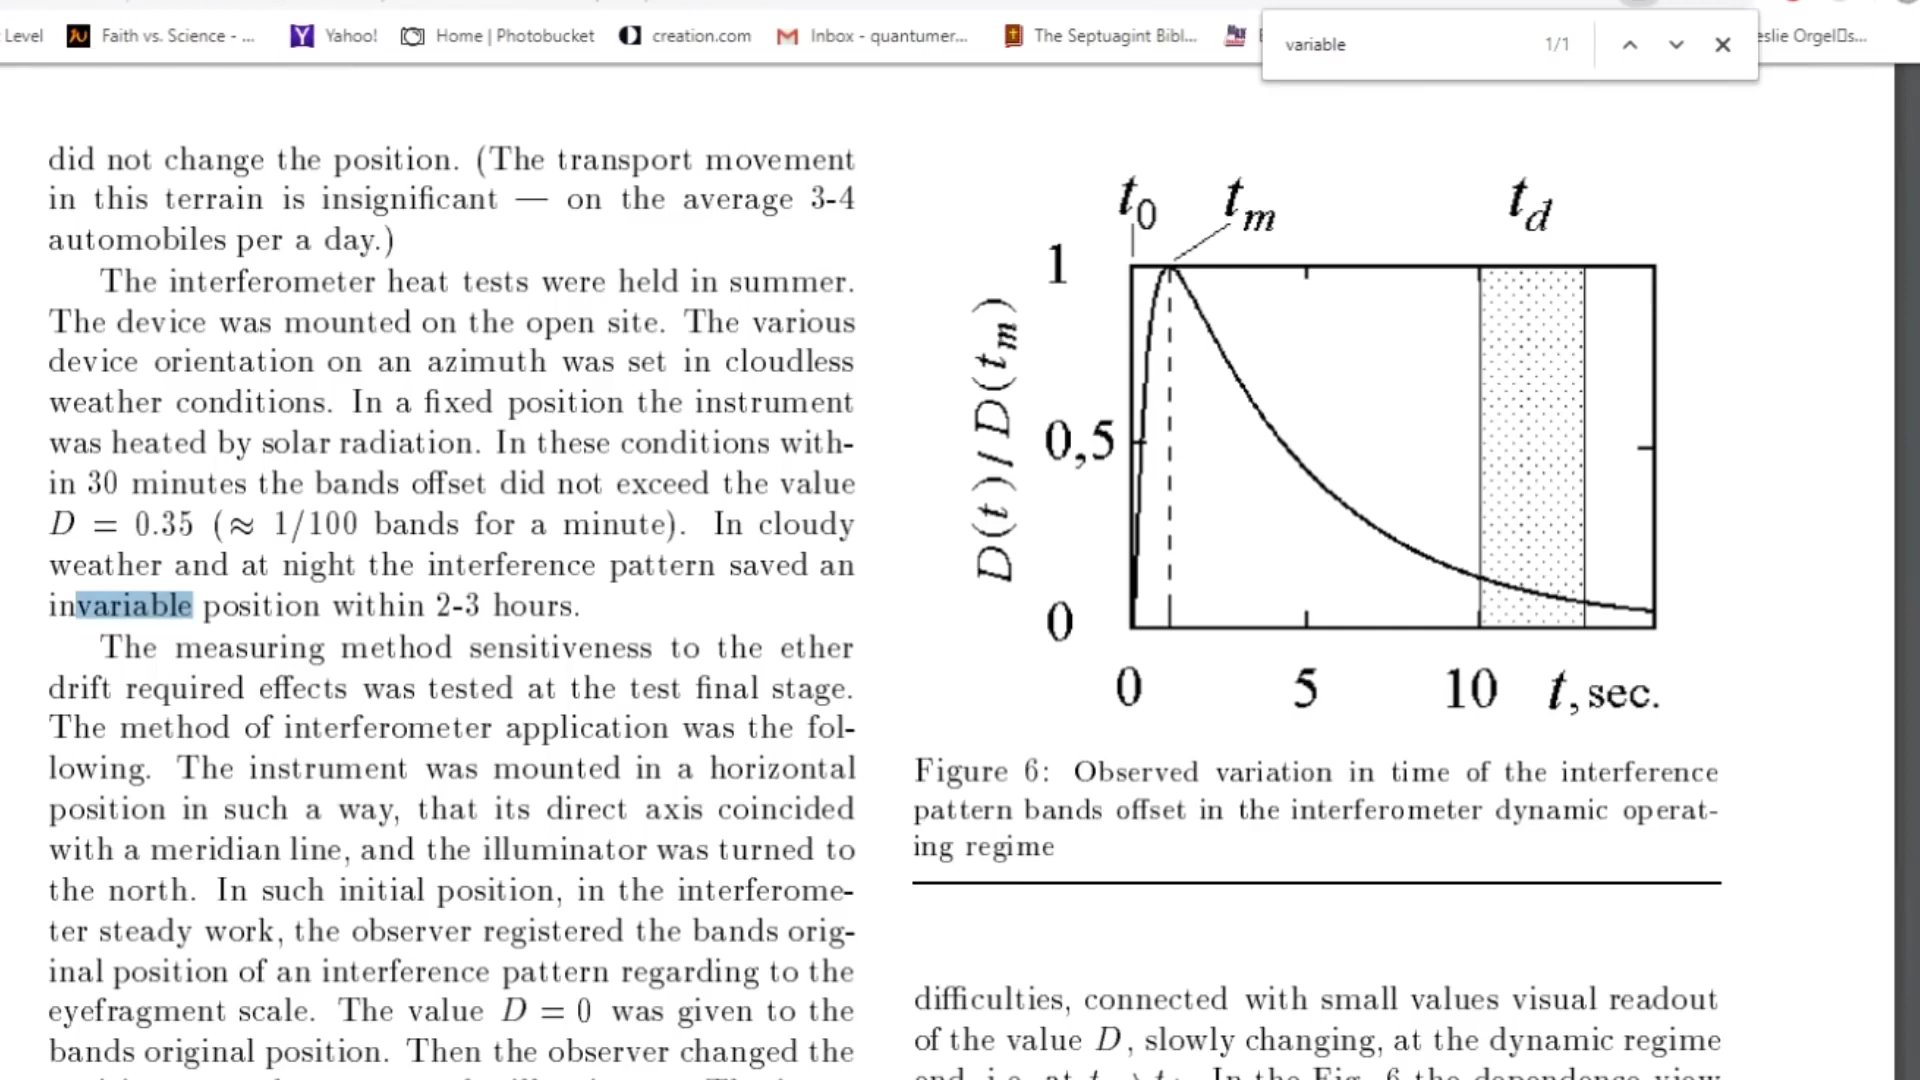 Level
Faith vs. Science - ...
Yahoo!
Home | Photobucket
creation.com
Inbox - quantumer...
The Septuagint Bibl...
eslie Orgel▯s...
variable
1/1
did not change the position. (The transport movement
in this terrain is insignificant — on the average 3-4
automobiles per a day.)
The interferometer heat tests were held in summer.
The device was mounted on the open site. The various
device orientation on an azimuth was set in cloudless
weather conditions. In a fixed position the instrument
was heated by solar radiation. In these conditions with-
in 30 minutes the bands offset did not exceed the value
D = 0.35 (≈ 1/100 bands for a minute). In cloudy
weather and at night the interference pattern saved an
invariable position within 2-3 hours.
The measuring method sensitiveness to the ether
drift required effects was tested at the test final stage.
The method of interferometer application was the fol-
lowing. The instrument was mounted in a horizontal
position in such a way, that its direct axis coincided
with a meridian line, and the illuminator was turned to
the north. In such initial position, in the interferome-
ter steady work, the observer registered the bands orig-
inal position of an interference pattern regarding to the
eyefragment scale. The value D = 0 was given to the
bands original position. Then the observer changed the
t0 tm td
1
0,5
0
D(t)/D(tm)
0 5 10 t, sec.
Figure 6: Observed variation in time of the interference
pattern bands offset in the interferometer dynamic operat-
ing regime
difficulties, connected with small values visual readout
of the value D, slowly changing, at the dynamic regime